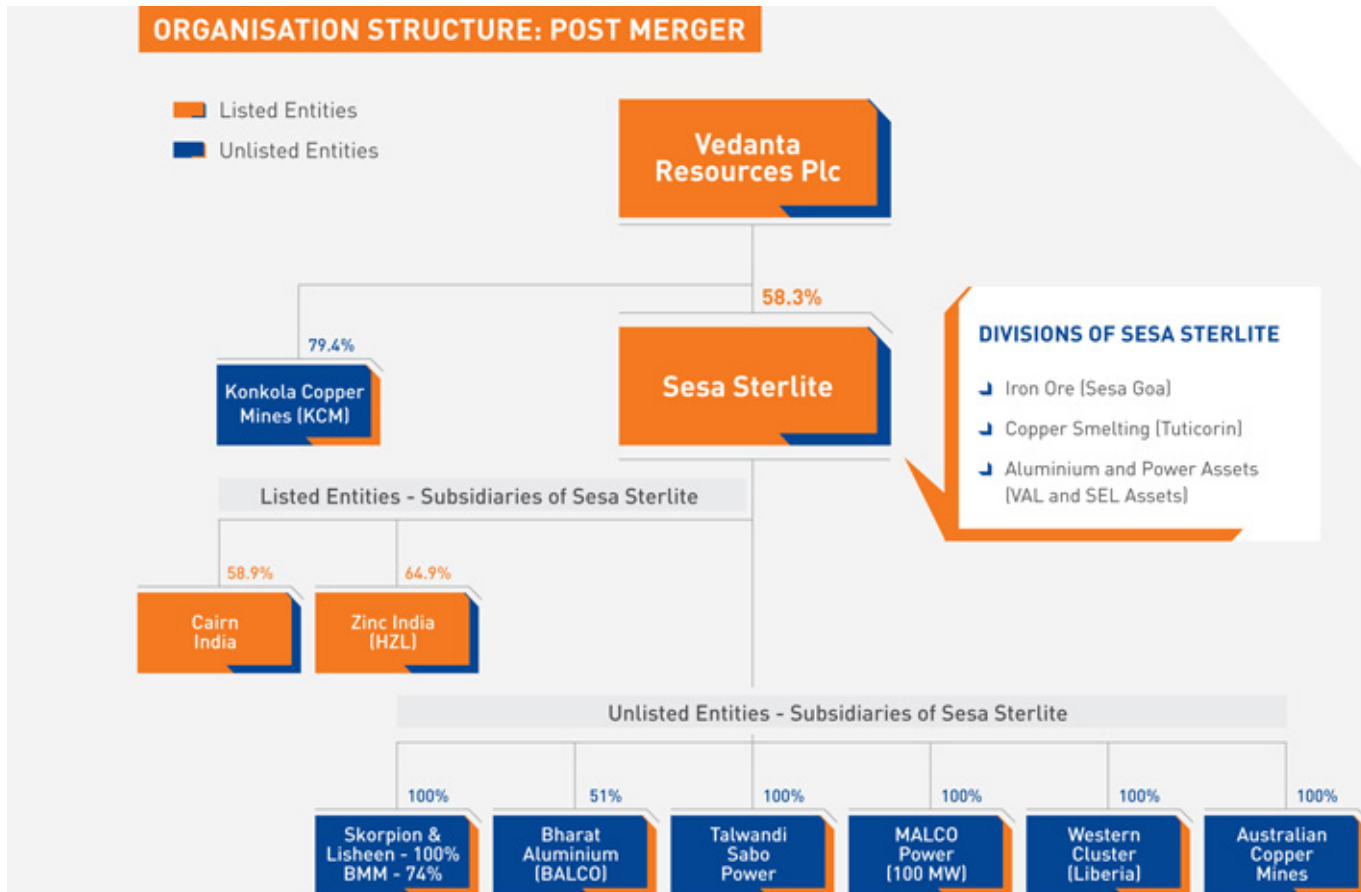 ORGANISATION STRUCTURE: POST MERGER
Listed Entities
Unlisted Entities
Vedanta
Resources Plc
58.3%
Sesa Sterlite
79.4%
Konkola Copper
Mines (KCM)
DIVISIONS OF SESA STERLITE
Iron Ore (Sesa Goa)
Copper Smelting (Tuticorin)
Aluminium and Power Assets
(VAL and SEL Assets)
Listed Entities - Subsidiaries of Sesa Sterlite
58.9%
Cairn
India
64.9%
Zinc India
(HZL)
Unlisted Entities - Subsidiaries of Sesa Sterlite
100%
Skorpion &
Lisheen - 100%
BMM - 74%
51%
Bharat
Aluminium
(BALCO)
100%
Talwandi
Sabo
Power
100%
MALCO
Power
(100 MW)
100%
Western
Cluster
(Liberia)
100%
Australian
Copper
Mines